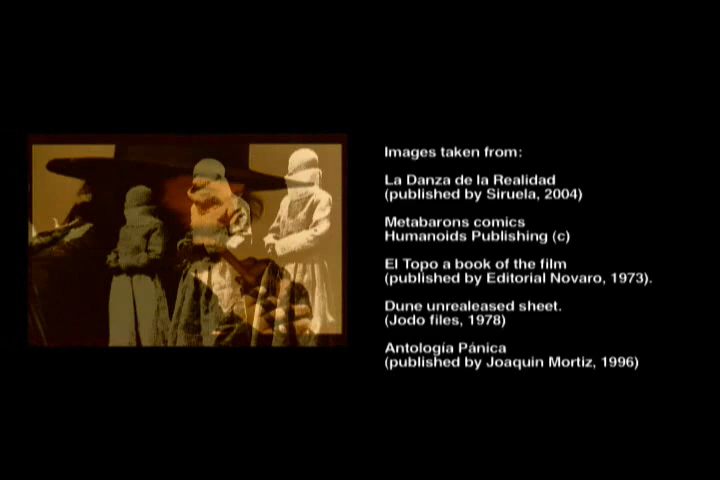 Images taken from:
La Danza de la Realidad
(published by Siruela, 2004)
Metabarons comics
Humanoids Publishing (c)
El Topo a book of the film
(published by Editorial Novaro, 1973).
Dune unrealeased sheet.
(Jodo files, 1978)
Antología Pánica
(published by Joaquin Mortiz, 1996)